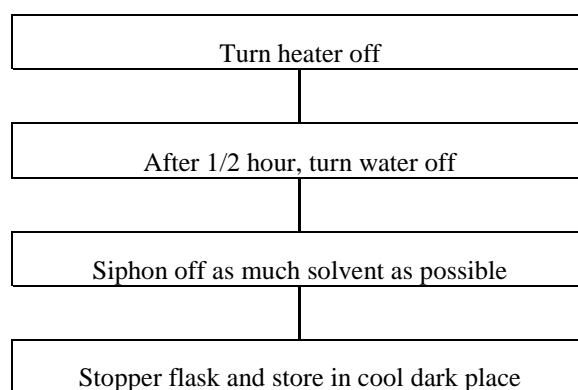 Turn heater off
After 1/2 hour, turn water off
Siphon off as much solvent as possible
Stopper flask and store in cool dark place